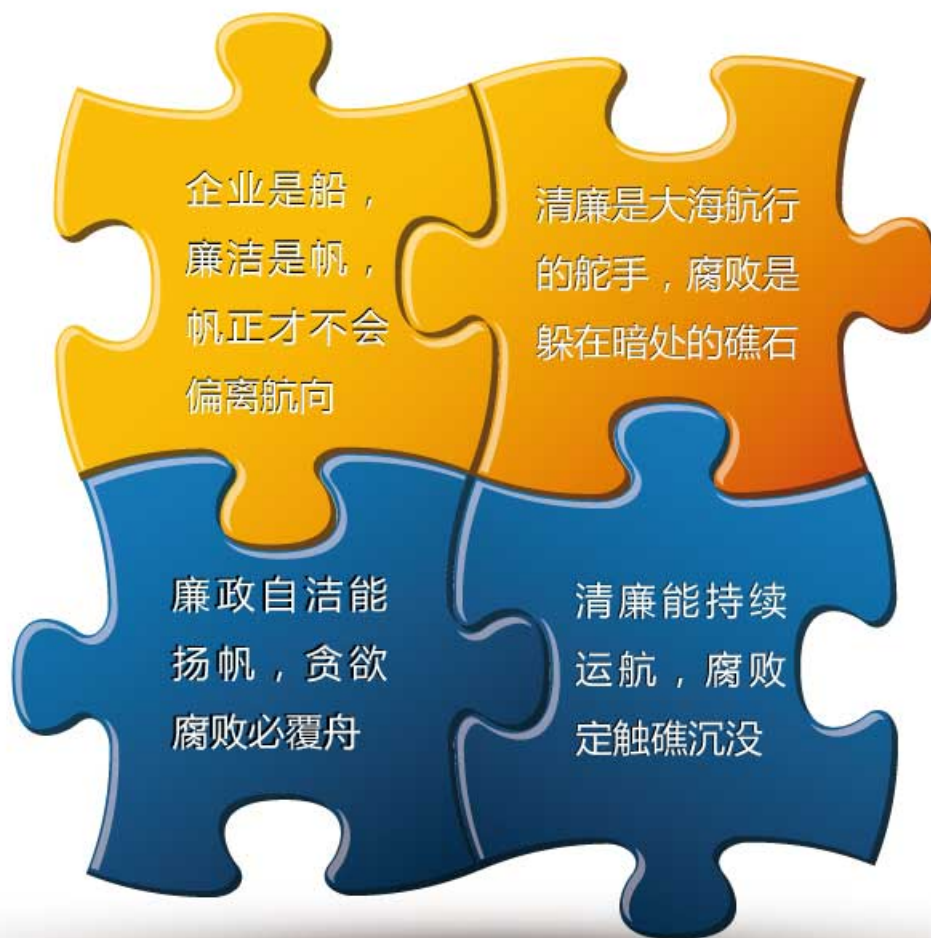 企业是船，
廉洁是帆，
帆正才不会
偏离航向
清廉是大海航行
的舵手，腐败是
躲在暗处的礁石
廉政自洁能
扬帆，贪欲
腐败必覆舟
清廉能持续
运航，腐败
定触礁沉没